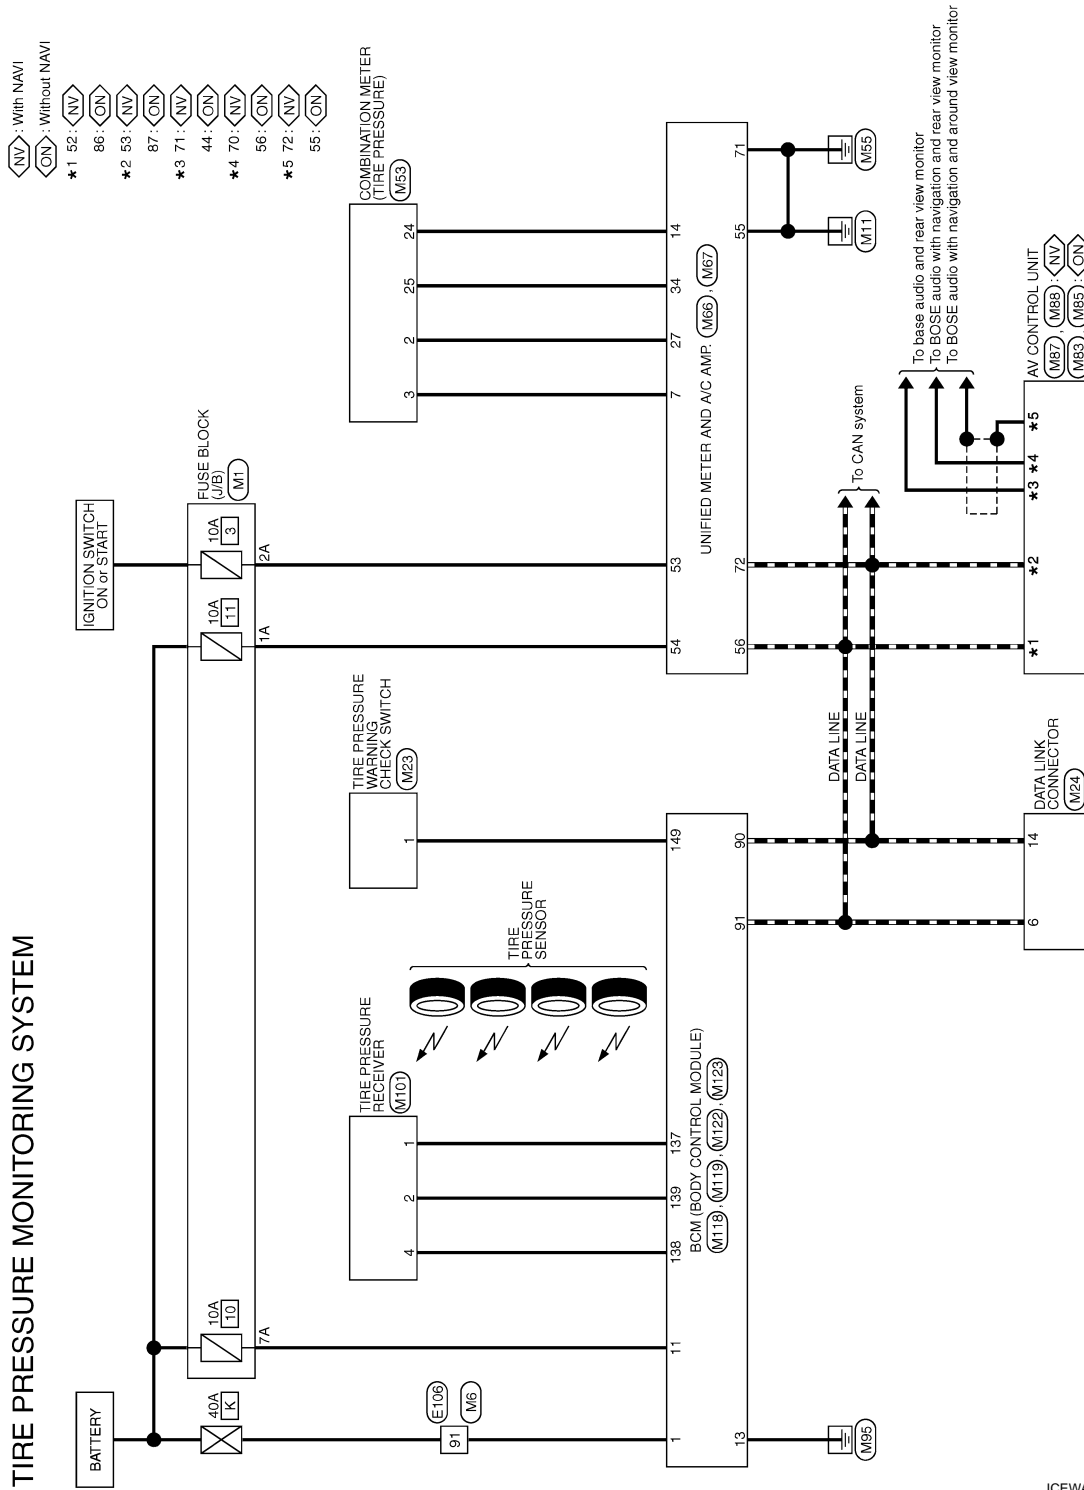 TIRE PRESSURE MONITORING SYSTEM
NV : With NAVI
ON : Without NAVI
★1 52 : NV
86 : ON
★2 53 : NV
87 : ON
★3 71 : NV
44 : ON
★4 70 : NV
56 : ON
★5 72 : NV
55 : ON
BATTERY
IGNITION SWITCH
ON or START
40A
K
10A
10
10A
11
10A
3
FUSE BLOCK
(J/B)
M1
7A
1A
2A
91
E106
M6
4
2
1
TIRE PRESSURE
RECEIVER
M101
TIRE
PRESSURE
SENSOR
1
TIRE PRESSURE
WARNING
CHECK SWITCH
M23
3
2
25
24
COMBINATION METER
(TIRE PRESSURE)
M53
1
11
138
139
137
149
BCM (BODY CONTROL MODULE)
M118 , M119 , M122 , M123
13
91
90
54
53
7
27
34
14
UNIFIED METER AND A/C AMP. M66 , M67
56
72
55
71
M95
M11
M55
DATA LINE
DATA LINE
To CAN system
To base audio and rear view monitor
To BOSE audio with navigation and rear view monitor
To BOSE audio with navigation and around view monitor
6
14
DATA LINK
CONNECTOR
M24
★1
★2
★3
★4
★5
AV CONTROL UNIT
M87 , M88 : NV
M83 , M85 : ON